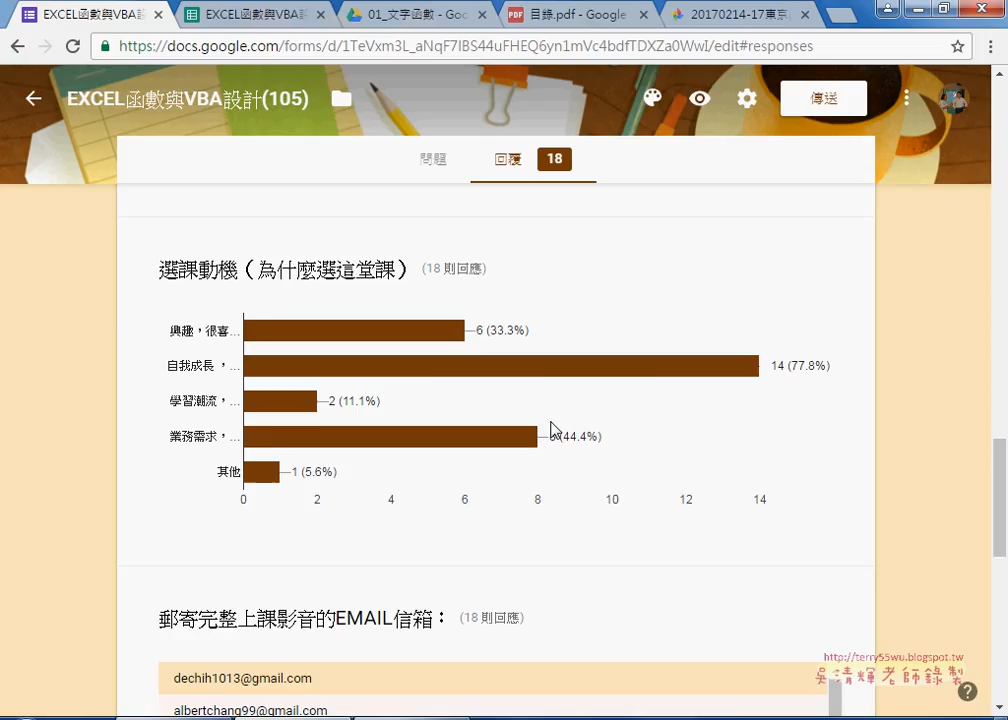 EXCEL函數與VBA設
EXCEL函數與VBA設
01_文字函數 - Goo
目錄.pdf - Google
20170214-17東京
https://docs.google.com/forms/d/1TeVxm3L_aNqF7IBS44uFHEQ6yn1mVc4bdfTDXZa0WwI/edit#responses
EXCEL函數與VBA設計(105)
傳送
問題
回覆
18
選課動機（為什麼選這堂課） (18 則回應)
興趣，很喜... 6 (33.3%)
自我成長，... 14 (77.8%)
學習潮流，... 2 (11.1%)
業務需求，... (44.4%)
其他 1 (5.6%)
0 2 4 6 8 10 12 14
郵寄完整上課影音的EMAIL信箱： (18 則回應)
dechih1013@gmail.com
albertchang99@gmail.com
http://terry55wu.blogspot.tw
吳清輝老師錄製